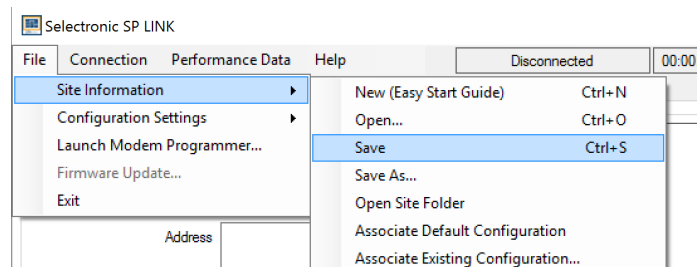 Selectronic SP LINK
File Connection Performance Data Help Disconnected 00:00
Site Information New (Easy Start Guide) Ctrl+N
Configuration Settings Open... Ctrl+O
Launch Modem Programmer... Save Ctrl+S
Firmware Update... Save As...
Exit Open Site Folder
Address Associate Default Configuration
Associate Existing Configuration...